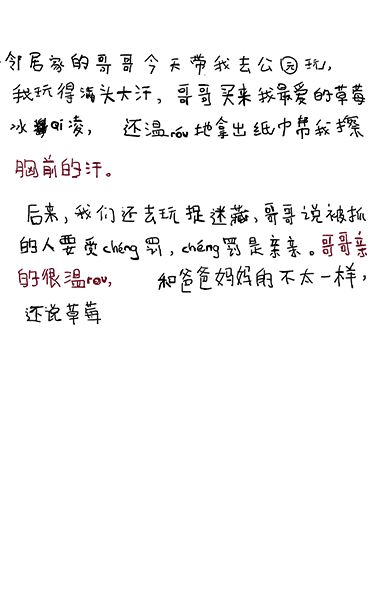 邻居家的哥哥今天带我去公元玩,
我玩得满头大汗，哥哥买来我最爱的草莓
冰qi凌，还温róu地拿出纸巾帮我擦
胸前的汗。
后来，我们还去玩捉迷藏，哥哥说被抓
的人要受chéng罚，chéng罚是亲亲。哥哥亲
的很温rou，和爸爸妈妈的不太一样，
还说草莓